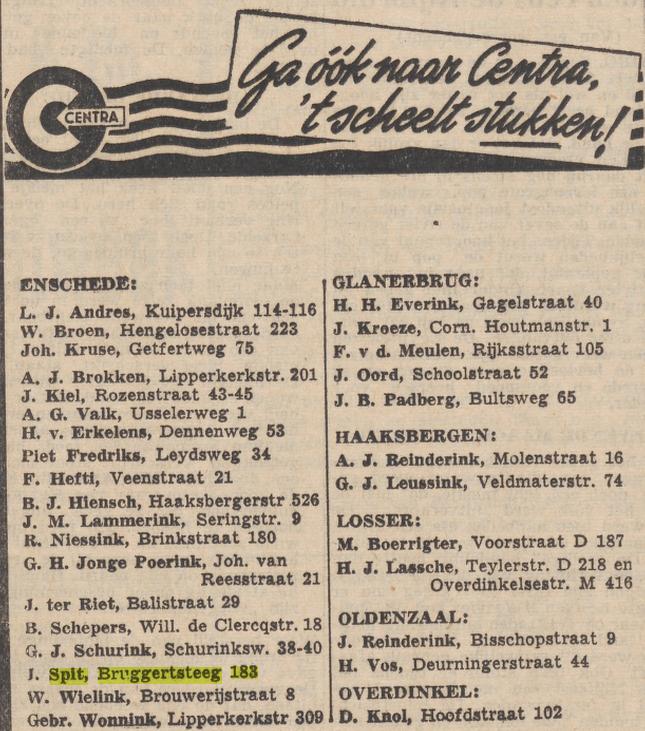 CENTRA
Ga óók naar Centra,
't scheelt stukken!
ENSCHEDE:
L. J. Andres, Kuipersdijk 114-116
W. Broen, Hengelosestraat 223
Joh. Kruse, Getfertweg 75
A. J. Brokken, Lipperkerkstr. 201
J. Kiel, Rozenstraat 43-45
A. G. Valk, Usselerweg 1
H. v. Erkelens, Dennenweg 53
Piet Fredriks, Leydsweg 34
F. Hefti, Veenstraat 21
B. J. Hiensch, Haaksbergerstr 526
J. M. Lammerink, Seringstr. 9
R. Niessink, Brinkstraat 180
G. H. Jonge Poerink, Joh. van
Reesstraat 21
J. ter Riet, Balistraat 29
B. Schepers, Will. de Clercqstr. 18
G. J. Schurink, Schurinksw. 38-40
J. Spit, Bruggertsteeg 183
W. Wielink, Brouwerijstraat 8
Gebr. Wonnink, Lipperkerkstr 309
GLANERBRUG:
H. H. Everink, Gagelstraat 40
J. Kroeze, Corn. Houtmanstr. 1
F. v d. Meulen, Rijksstraat 105
J. Oord, Schoolstraat 52
J. B. Padberg, Bultsweg 65
HAAKSBERGEN:
A. J. Reinderink, Molenstraat 16
G. J. Leussink, Veldmaterstr. 74
LOSSER:
M. Boerrigter, Voorstraat D 187
H. J. Lassche, Teylerstr. D 218 en
Overdinkelsestr. M 416
OLDENZAAL:
J. Reinderink, Bisschopstraat 9
H. Vos, Deurningerstraat 44
OVERDINKEL:
D. Knol, Hoofdstraat 102